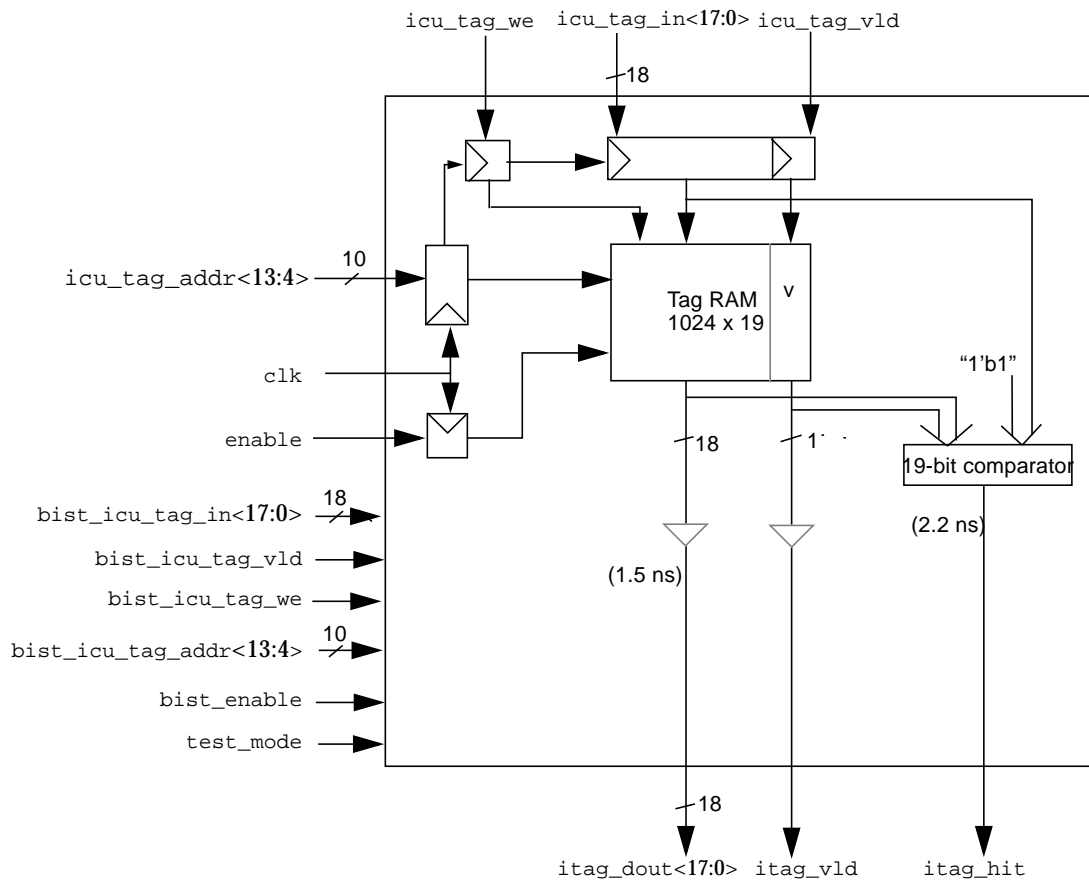 icu_tag_we
icu_tag_in<17:0>
icu_tag_vld
18
icu_tag_addr<13:4>
10
Tag RAM
1024 x 19
v
clk
"1'b1"
enable
18
1
19-bit comparator
bist_icu_tag_in<17:0>
18
(2.2 ns)
bist_icu_tag_vld
(1.5 ns)
bist_icu_tag_we
bist_icu_tag_addr<13:4>
10
bist_enable
test_mode
18
itag_dout<17:0>
itag_vld
itag_hit